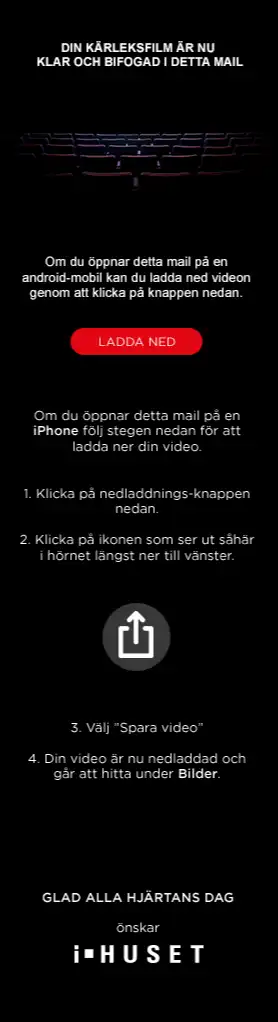 DIN KÄRLEKSFILM ÄR NU
KLAR OCH BIFOGAD I DETTA MAIL
Om du öppnar detta mail på en
android-mobil kan du ladda ned videon
genom att klicka på knappen nedan.
LADDA NED
Om du öppnar detta mail på en
iPhone följ stegen nedan för att
ladda ner din video.
1. Klicka på nedladdnings-knappen
nedan.
2. Klicka på ikonen som ser ut såhär
i hörnet längst ner till vänster.
3. Välj "Spara video"
4. Din video är nu nedladdad och
går att hitta under Bilder.
GLAD ALLA HJÄRTANS DAG
önskar
i-HUSET